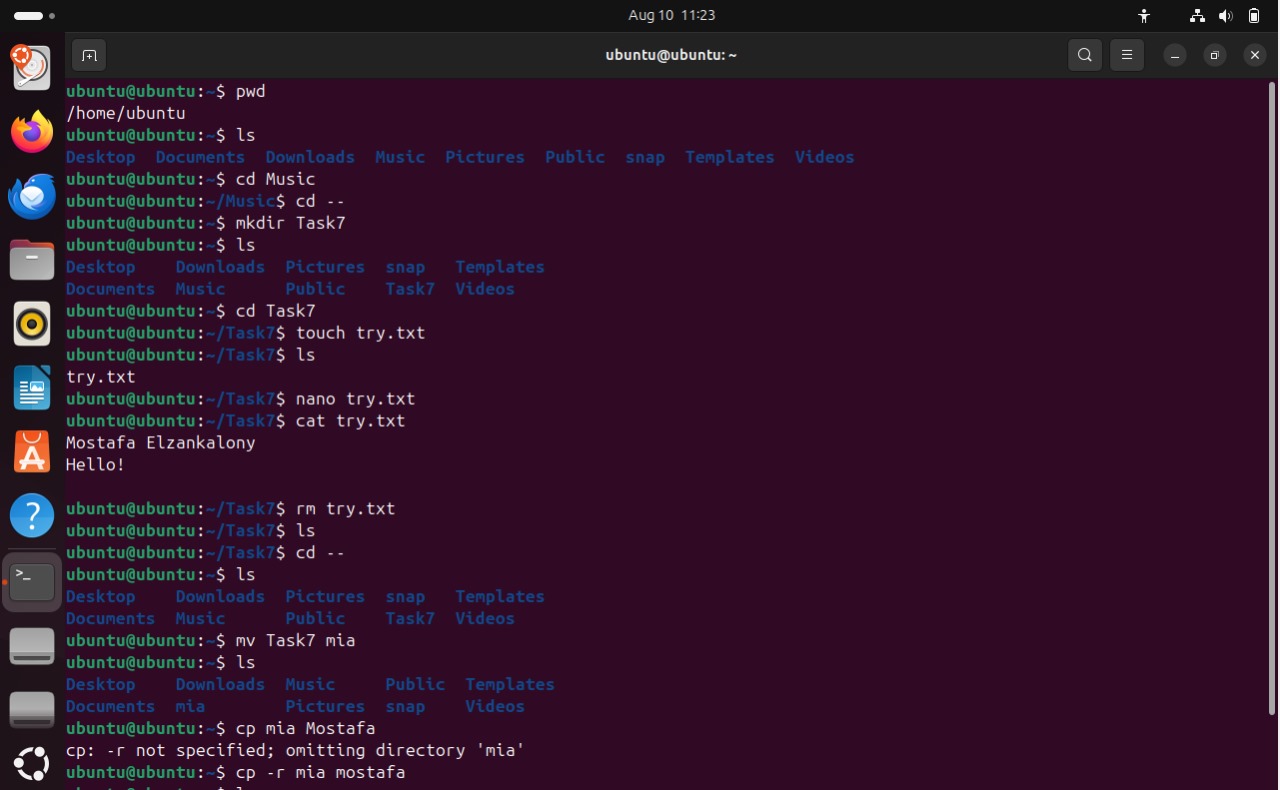 Aug 10 11:23
ubuntu@ubuntu: ~
ubuntu@ubuntu:~$ pwd
/home/ubuntu
ubuntu@ubuntu:~$ ls
Desktop Documents Downloads Music Pictures Public snap Templates Videos
ubuntu@ubuntu:~$ cd Music
ubuntu@ubuntu:~/Music$ cd --
ubuntu@ubuntu:~$ mkdir Task7
ubuntu@ubuntu:~$ ls
Desktop Downloads Pictures snap Templates
Documents Music Public Task7 Videos
ubuntu@ubuntu:~$ cd Task7
ubuntu@ubuntu:~/Task7$ touch try.txt
ubuntu@ubuntu:~/Task7$ ls
try.txt
ubuntu@ubuntu:~/Task7$ nano try.txt
ubuntu@ubuntu:~/Task7$ cat try.txt
Mostafa Elzankalony
Hello!
ubuntu@ubuntu:~/Task7$ rm try.txt
ubuntu@ubuntu:~/Task7$ ls
ubuntu@ubuntu:~/Task7$ cd --
ubuntu@ubuntu:~$ ls
Desktop Downloads Pictures snap Templates
Documents Music Public Task7 Videos
ubuntu@ubuntu:~$ mv Task7 mia
ubuntu@ubuntu:~$ ls
Desktop Downloads Music Public Templates
Documents mia Pictures snap Videos
ubuntu@ubuntu:~$ cp mia Mostafa
cp: -r not specified; omitting directory 'mia'
ubuntu@ubuntu:~$ cp -r mia mostafa